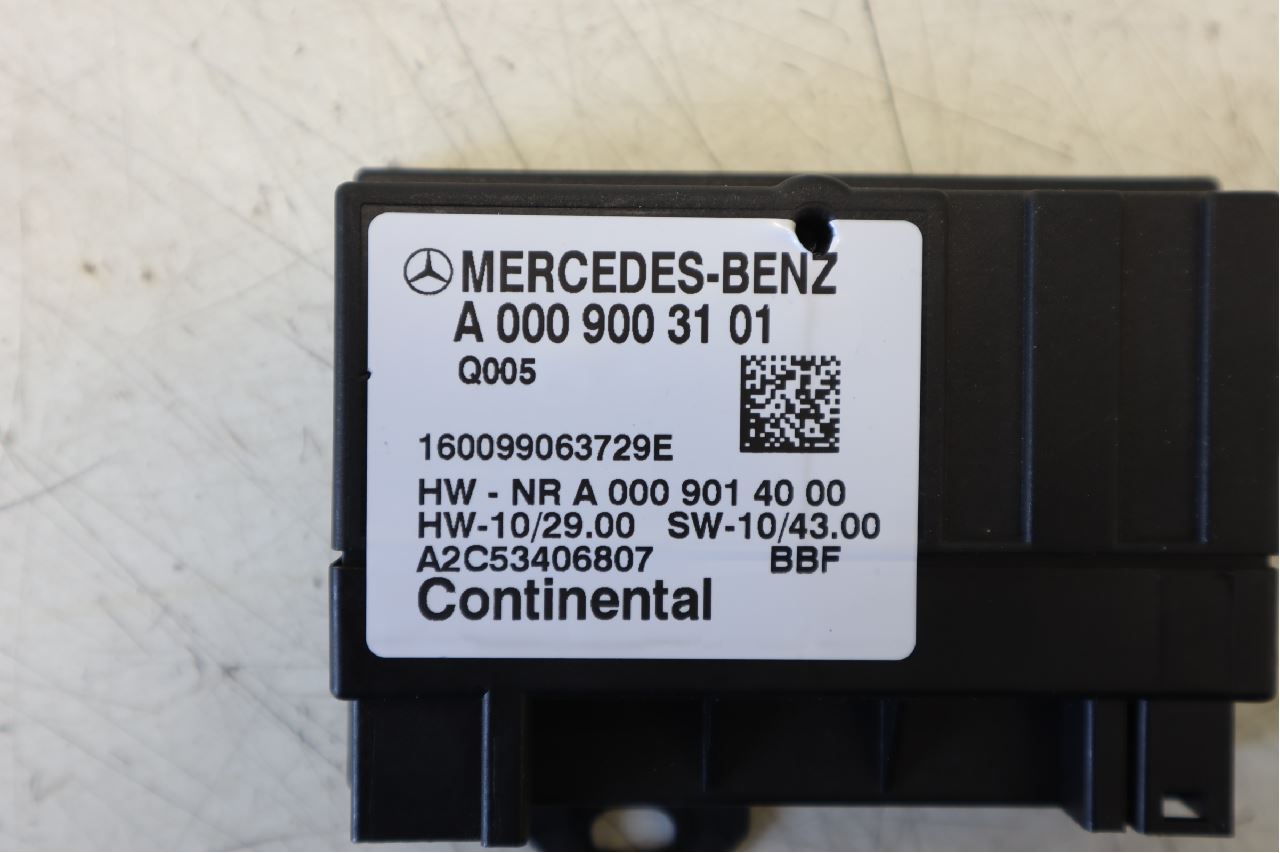 MERCEDES-BENZ
A 000 900 31 01
Q005
160099063729E
HW - NR A 000 901 40 00
HW-10/29.00 SW-10/43.00
A2C53406807 BBF
Continental